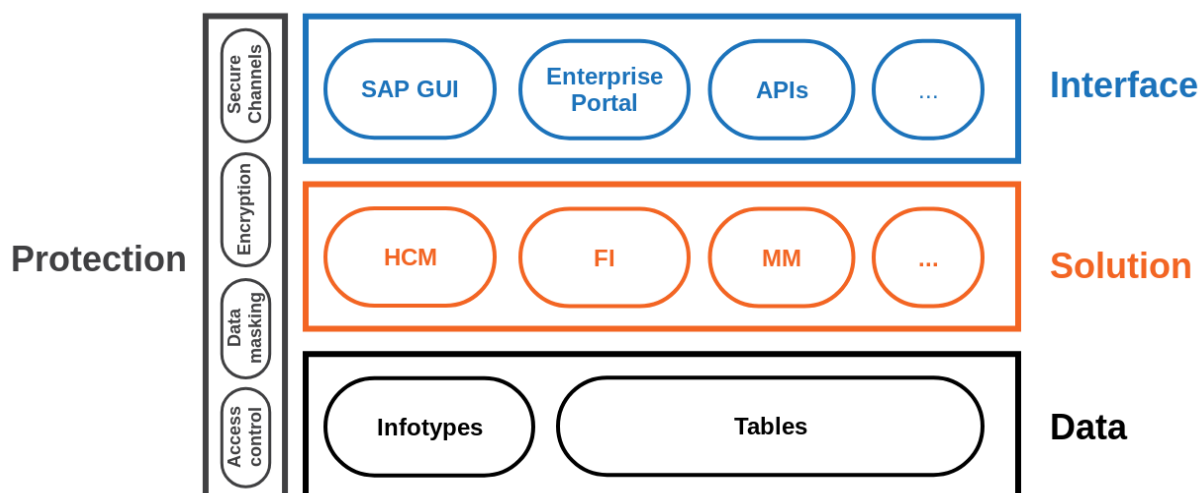 Protection
Secure
Channels
Encryption
Data
masking
Access
control
SAP GUI
Enterprise
Portal
APIs
...
Interface
HCM
FI
MM
...
Solution
Infotypes
Tables
Data